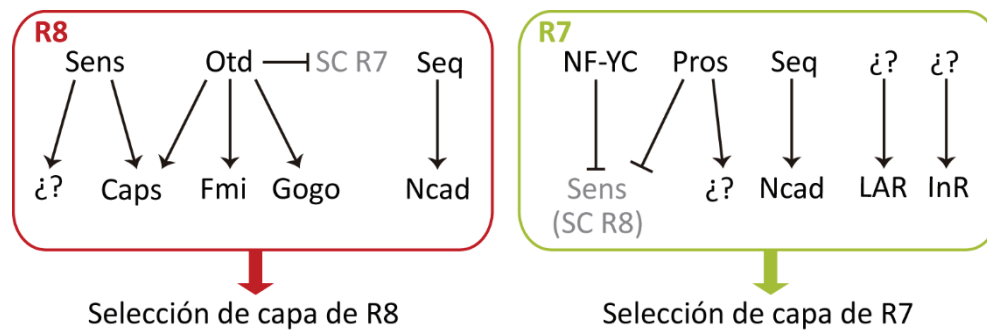 R8
Sens Otd SC R7 Seq
¿? Caps Fmi Gogo Ncad
Selección de capa de R8
R7
NF-YC Pros Seq ¿? ¿?
Sens ¿? Ncad LAR InR
(SC R8)
Selección de capa de R7